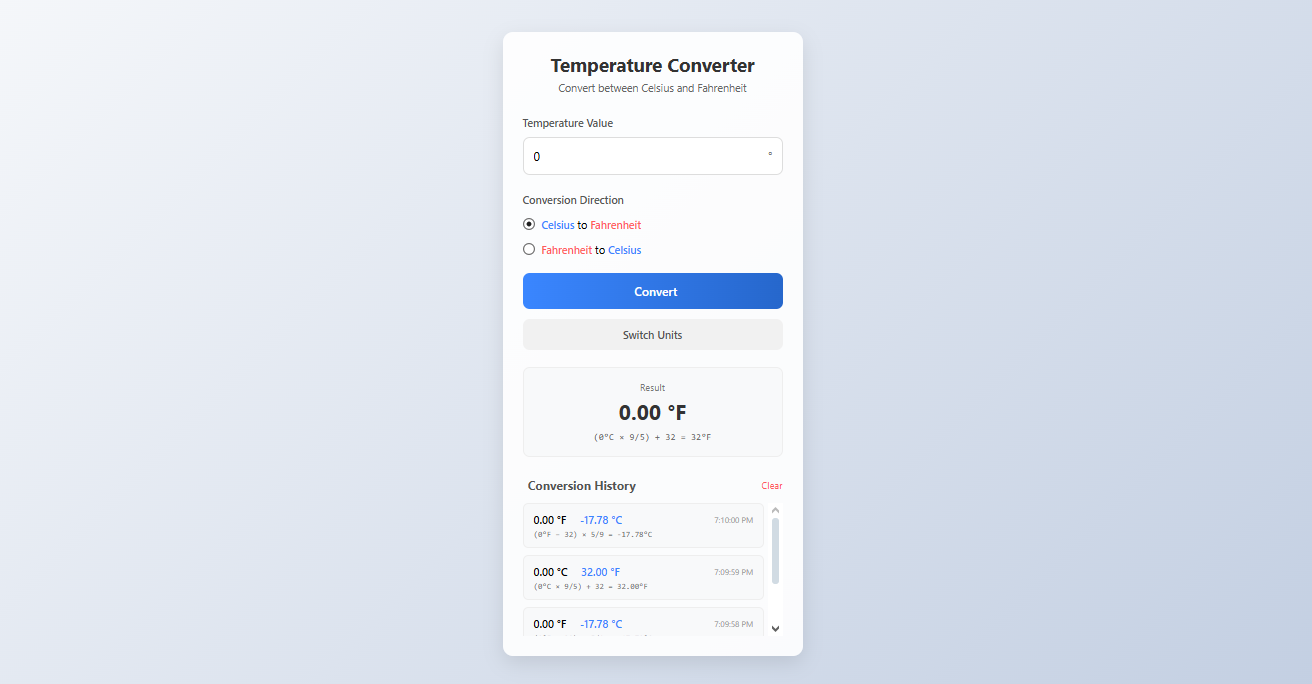 Temperature Converter
Convert between Celsius and Fahrenheit
Temperature Value
0 °
Conversion Direction
Celsius to Fahrenheit
Fahrenheit to Celsius
Convert
Switch Units
Result
0.00 °F
(0°C × 9/5) + 32 = 32°F
Conversion History Clear
0.00 °F -17.78 °C 7:10:00 PM
(0°F − 32) × 5/9 = -17.78°C
0.00 °C 32.00 °F 7:09:59 PM
(0°C × 9/5) + 32 = 32.00°F
0.00 °F -17.78 °C 7:09:58 PM